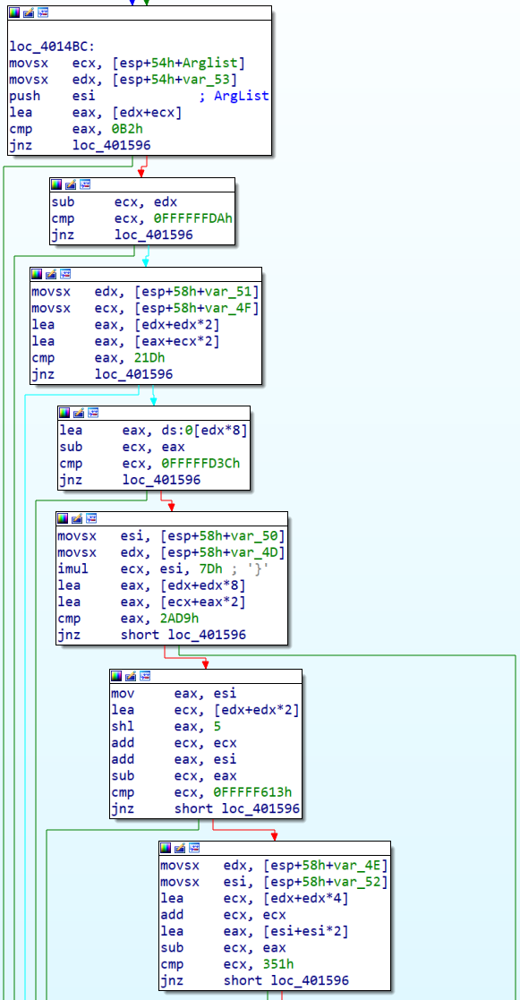 loc_4014BC:
movsx ecx, [esp+54h+Arglist]
movsx edx, [esp+54h+var_53]
push esi ; ArgList
lea eax, [edx+ecx]
cmp eax, 0B2h
jnz loc_401596
sub ecx, edx
cmp ecx, 0FFFFFFDAh
jnz loc_401596
movsx edx, [esp+58h+var_51]
movsx ecx, [esp+58h+var_4F]
lea eax, [edx+edx*2]
lea eax, [eax+ecx*2]
cmp eax, 21Dh
jnz loc_401596
lea eax, ds:0[edx*8]
sub ecx, eax
cmp ecx, 0FFFFFD3Ch
jnz loc_401596
movsx esi, [esp+58h+var_50]
movsx edx, [esp+58h+var_4D]
imul ecx, esi, 7Dh ; '}'
lea eax, [edx+edx*8]
lea eax, [ecx+eax*2]
cmp eax, 2AD9h
jnz short loc_401596
mov eax, esi
lea ecx, [edx+edx*2]
shl eax, 5
add ecx, ecx
add eax, esi
sub ecx, eax
cmp ecx, 0FFFFF613h
jnz short loc_401596
movsx edx, [esp+58h+var_4E]
movsx esi, [esp+58h+var_52]
lea ecx, [edx+edx*4]
add ecx, ecx
lea eax, [esi+esi*2]
sub ecx, eax
cmp ecx, 351h
jnz short loc_401596